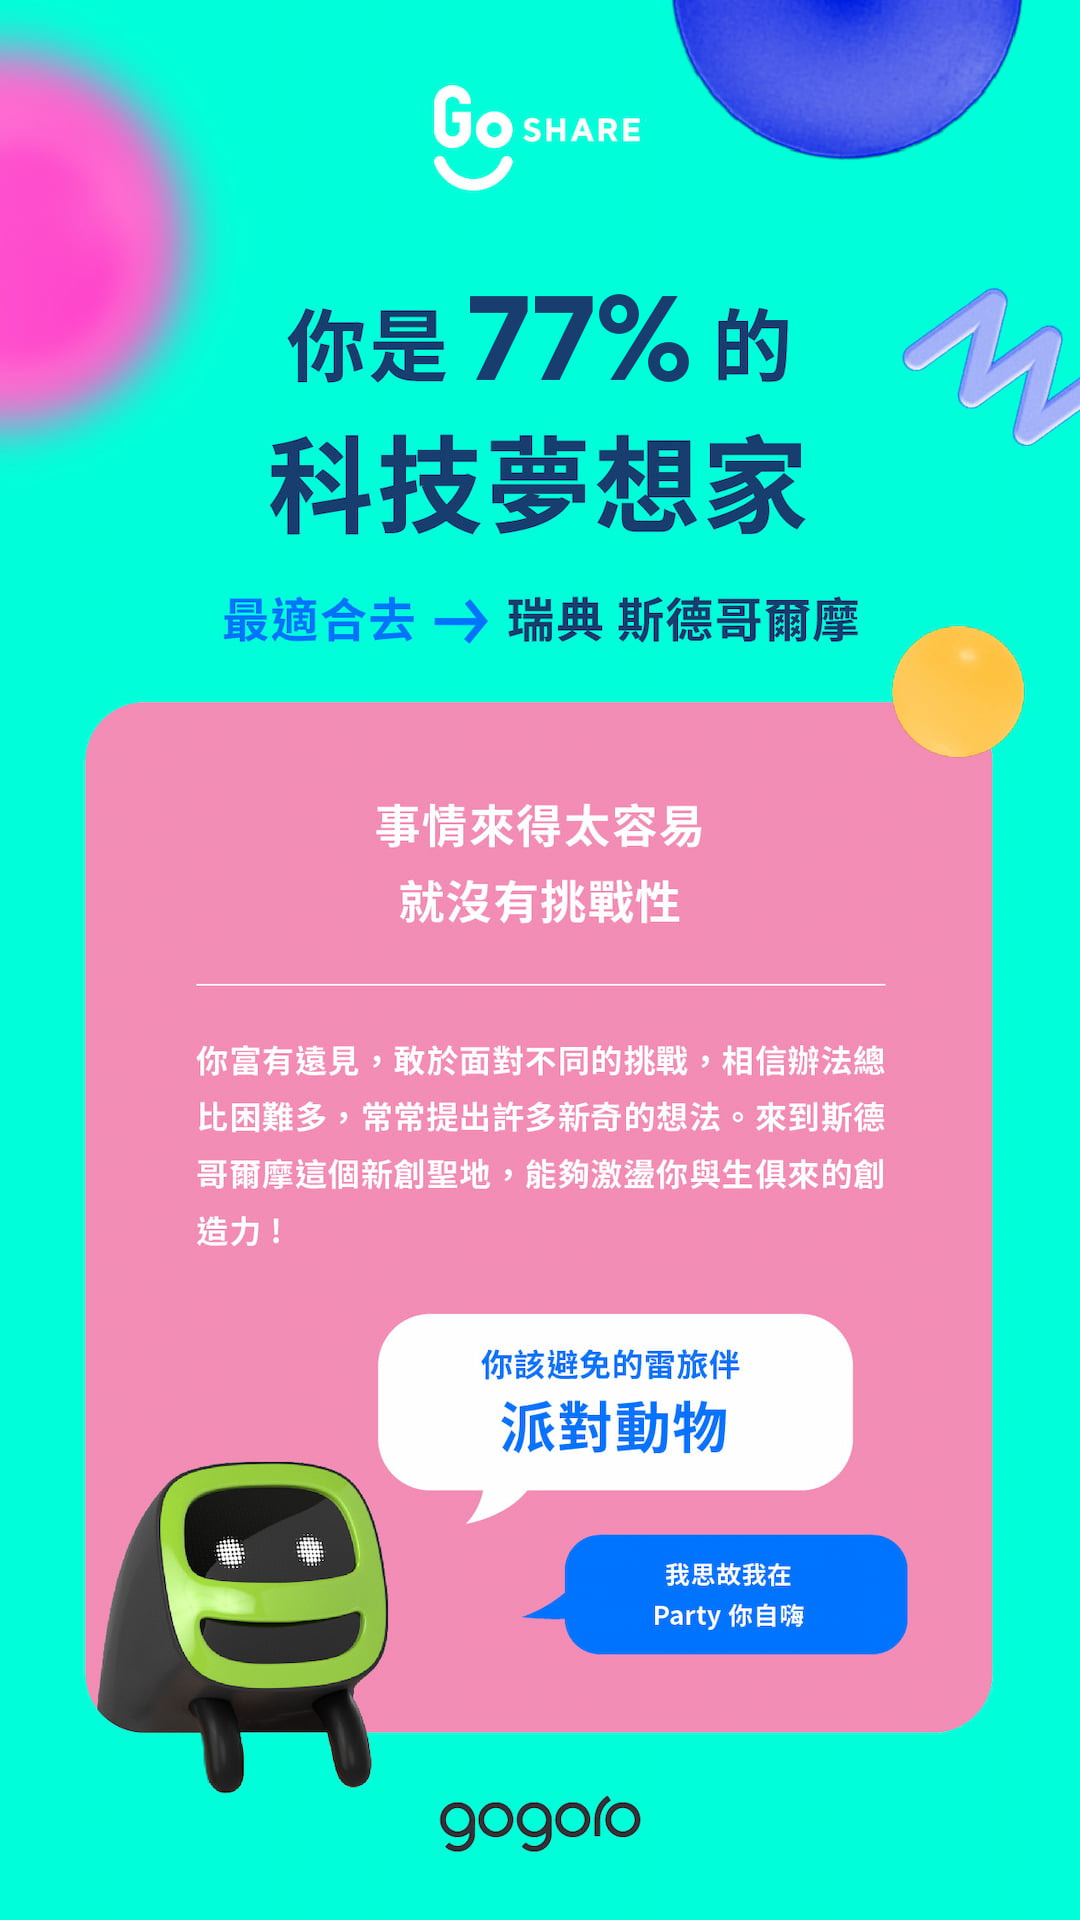 Go SHARE
你是 77% 的
科技夢想家
最適合去 → 瑞典 斯德哥爾摩
事情來得太容易
就沒有挑戰性
你富有遠見，敢於面對不同的挑戰，相信辦法總
比困難多，常常提出許多新奇的想法。來到斯德
哥爾摩這個新創聖地，能夠激盪你與生俱來的創
造力！
你該避免的雷旅伴
派對動物
我思故我在
Party 你自嗨
gogoro